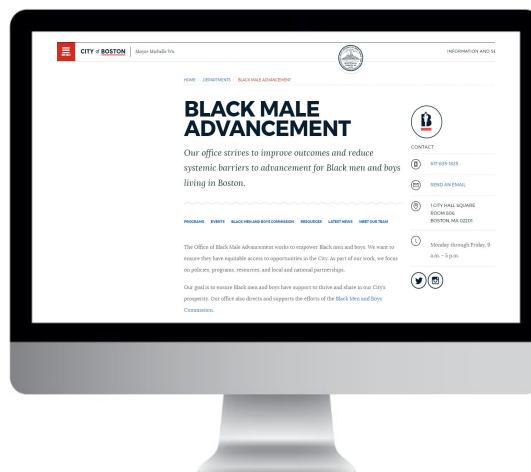 MENU
CITY of BOSTON
Mayor Michelle Wu
INFORMATION AND SE
HOME DEPARTMENTS BLACK MALE ADVANCEMENT
BLACK MALE
ADVANCEMENT
Our office strives to improve outcomes and reduce
systemic barriers to advancement for Black men and boys
living in Boston.
PROGRAMS EVENTS BLACK MEN AND BOYS COMMISSION RESOURCES LATEST NEWS MEET OUR TEAM
The Office of Black Male Advancement works to empower Black men and boys. We want to
ensure they have equitable access to opportunities in the City. As part of our work, we focus
on policies, programs, resources, and local and national partnerships.
Our goal is to ensure Black men and boys have support to thrive and share in our City's
prosperity. Our office also directs and supports the efforts of the Black Men and Boys
Commission.
B
CONTACT
617-635-1825
SEND AN EMAIL
1 CITY HALL SQUARE
ROOM 806
BOSTON, MA 02201
Monday through Friday, 9
a.m. - 5 p.m.